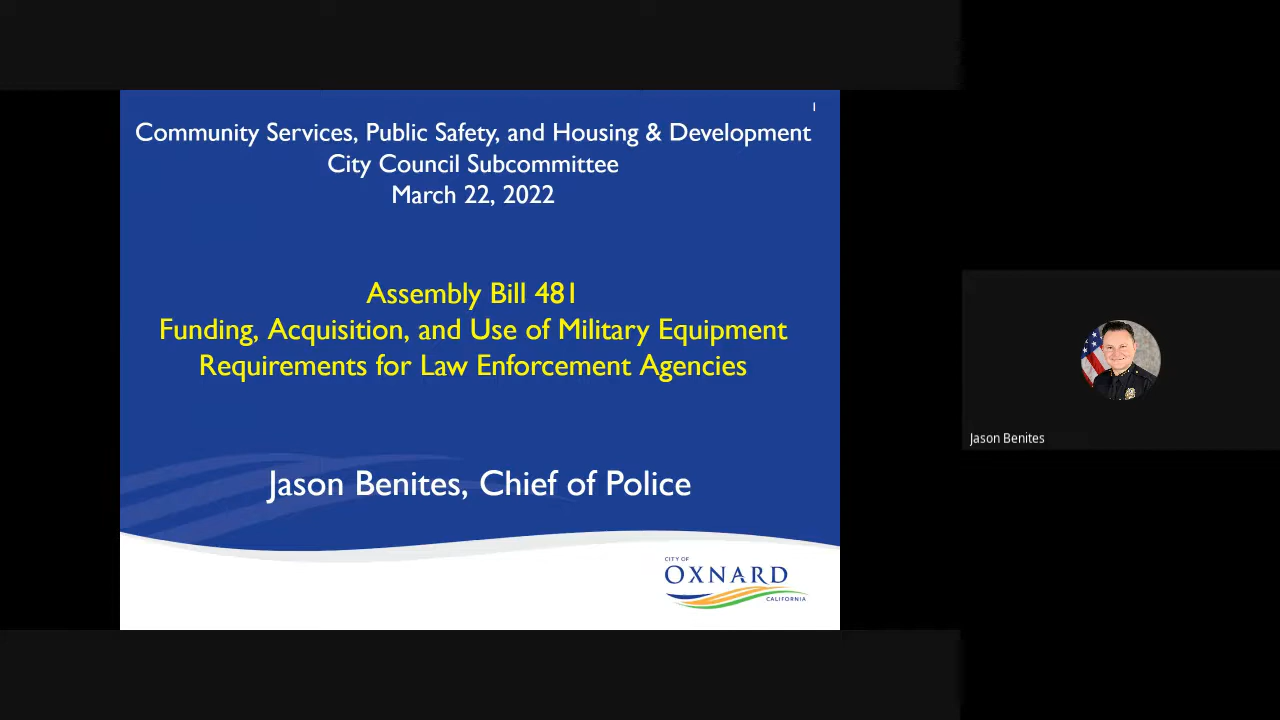 1
Community Services, Public Safety, and Housing & Development
City Council Subcommittee
March 22, 2022
Assembly Bill 481
Funding, Acquisition, and Use of Military Equipment
Requirements for Law Enforcement Agencies
Jason Benites, Chief of Police
CITY OF
OXNARD
CALIFORNIA
Jason Benites